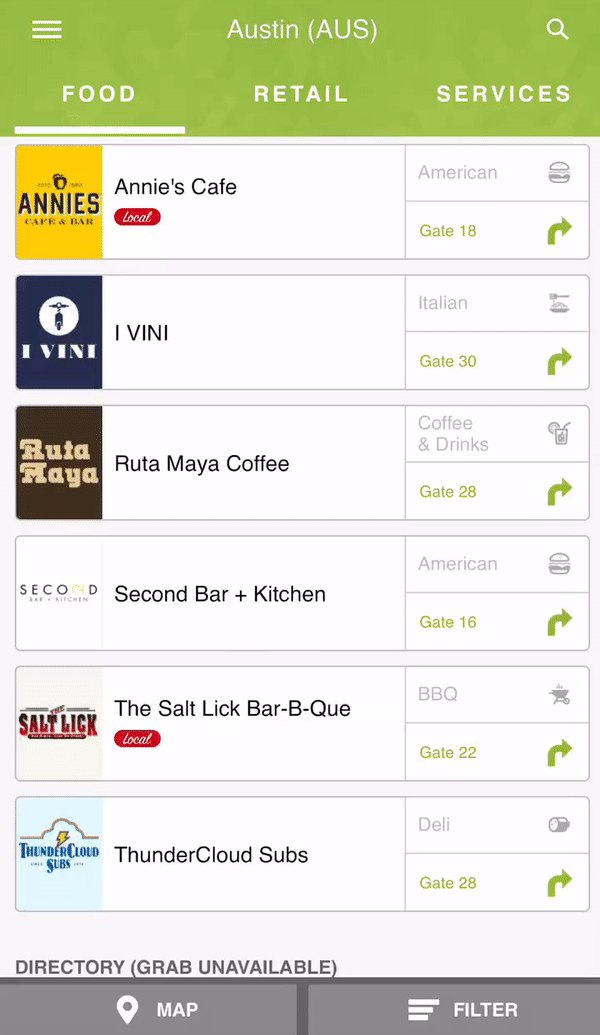 Austin (AUS)
FOOD RETAIL SERVICES
ANNIES
CAFÉ & BAR
Annie's Cafe
local
American
Gate 18
I VINI
I VINI
Italian
Gate 30
Ruta
Maya
Ruta Maya Coffee
Coffee
& Drinks
Gate 28
SECOND
BAR + KITCHEN
Second Bar + Kitchen
American
Gate 16
THE
SALT LICK
The Salt Lick Bar-B-Que
local
BBQ
Gate 22
THUNDERCLOUD
SUBS
ThunderCloud Subs
Deli
Gate 28
DIRECTORY (GRAB UNAVAILABLE)
MAP FILTER